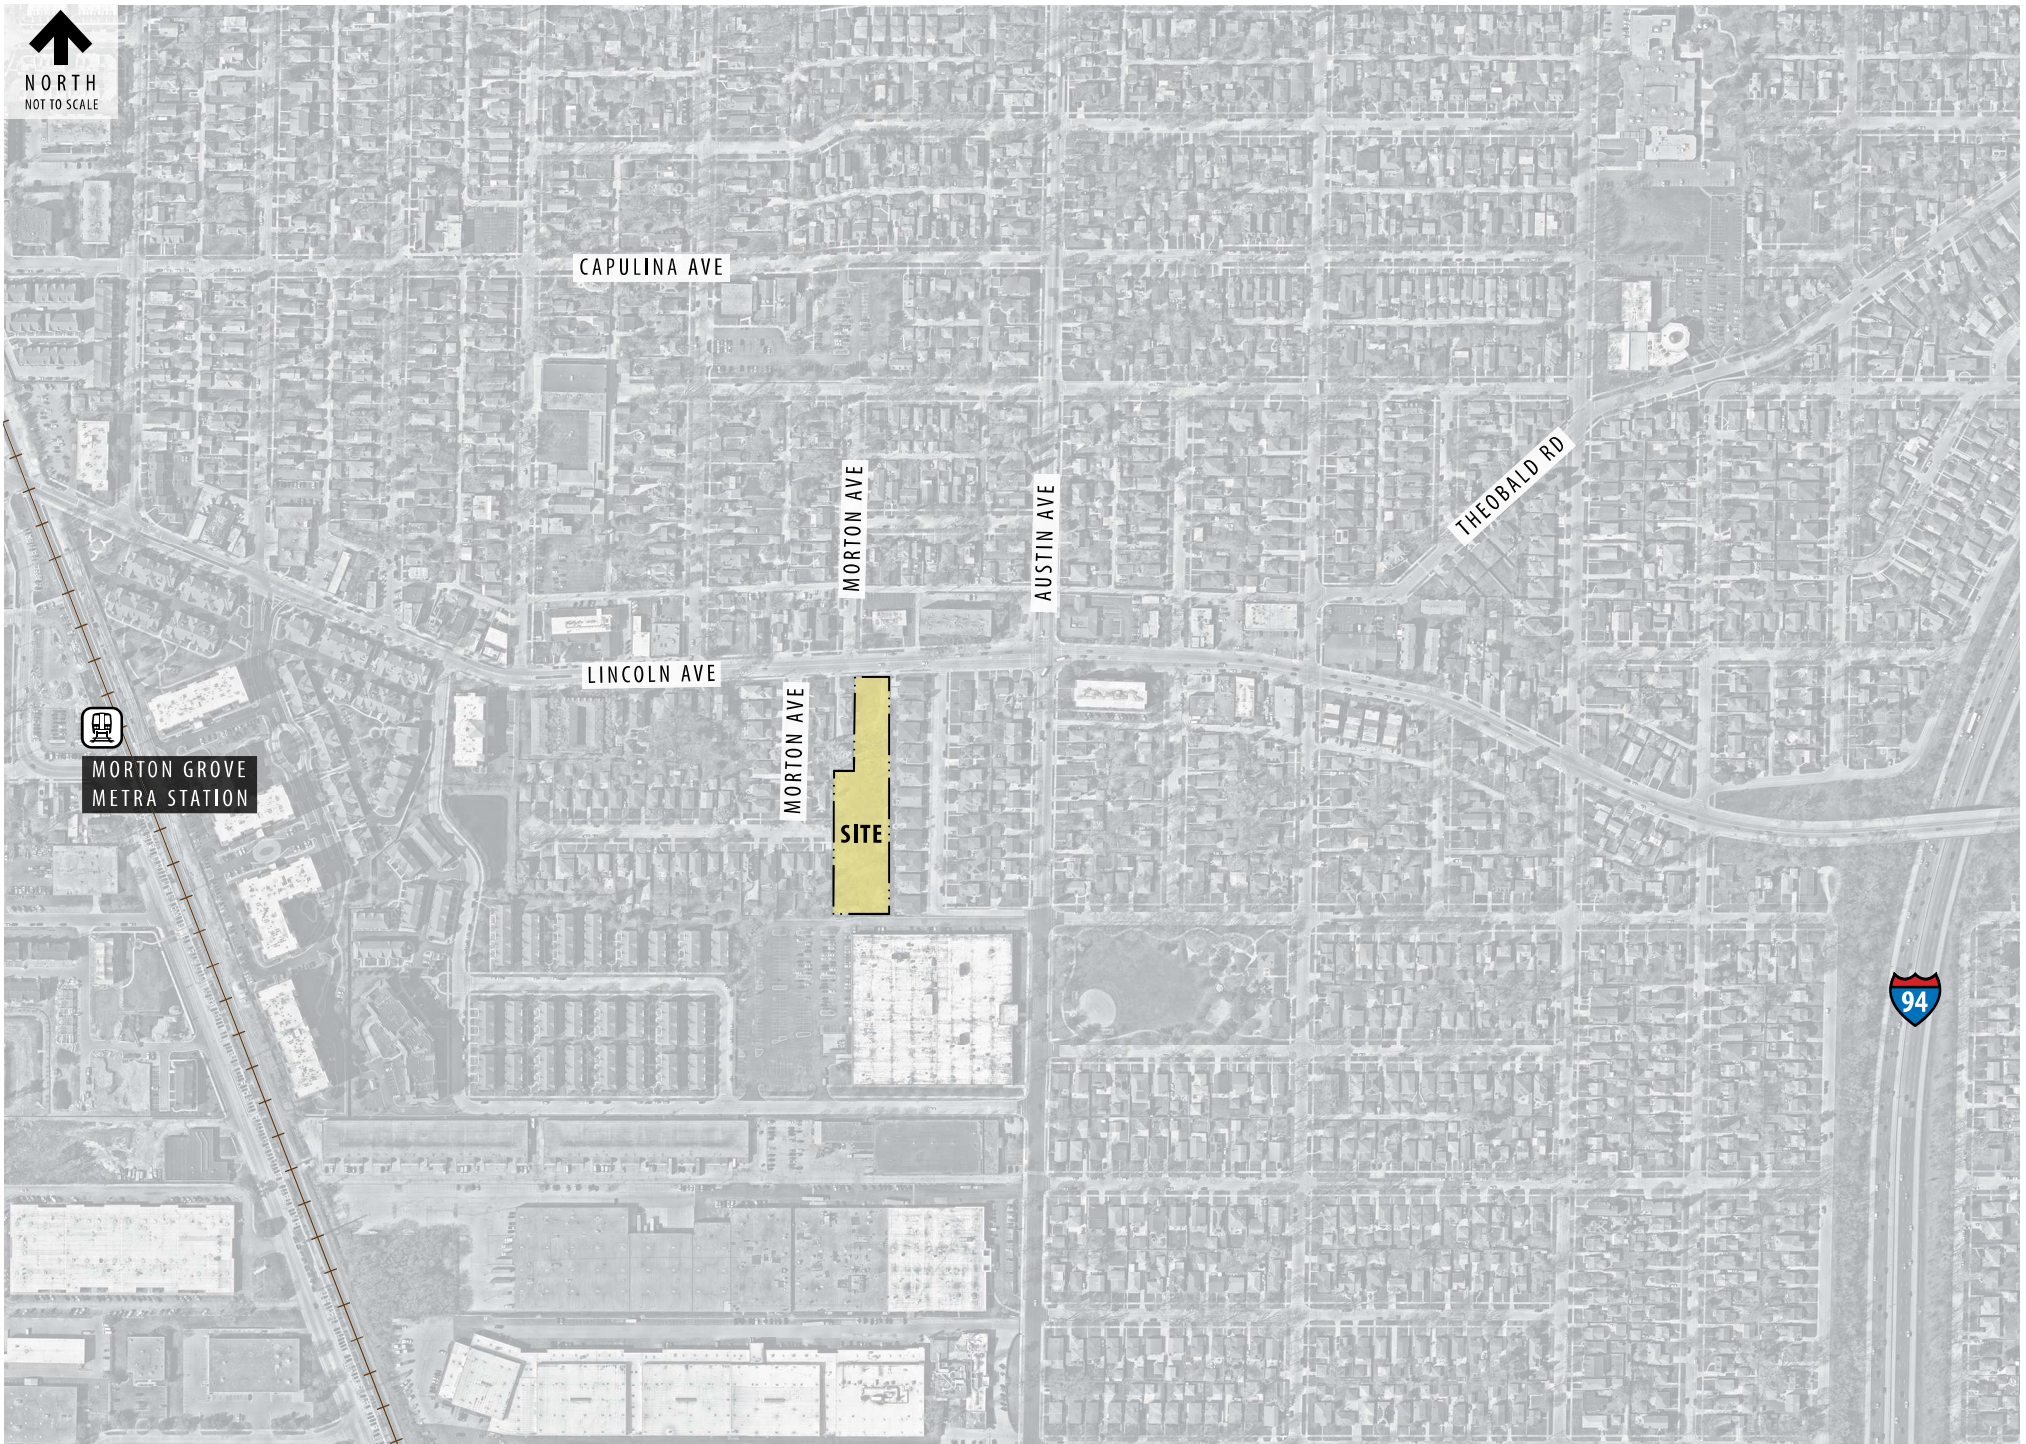 NORTH
NOT TO SCALE
CAPULINA AVE
MORTON AVE
AUSTIN AVE
THEOBALD RD
LINCOLN AVE
MORTON AVE
MORTON GROVE
METRA STATION
SITE
94